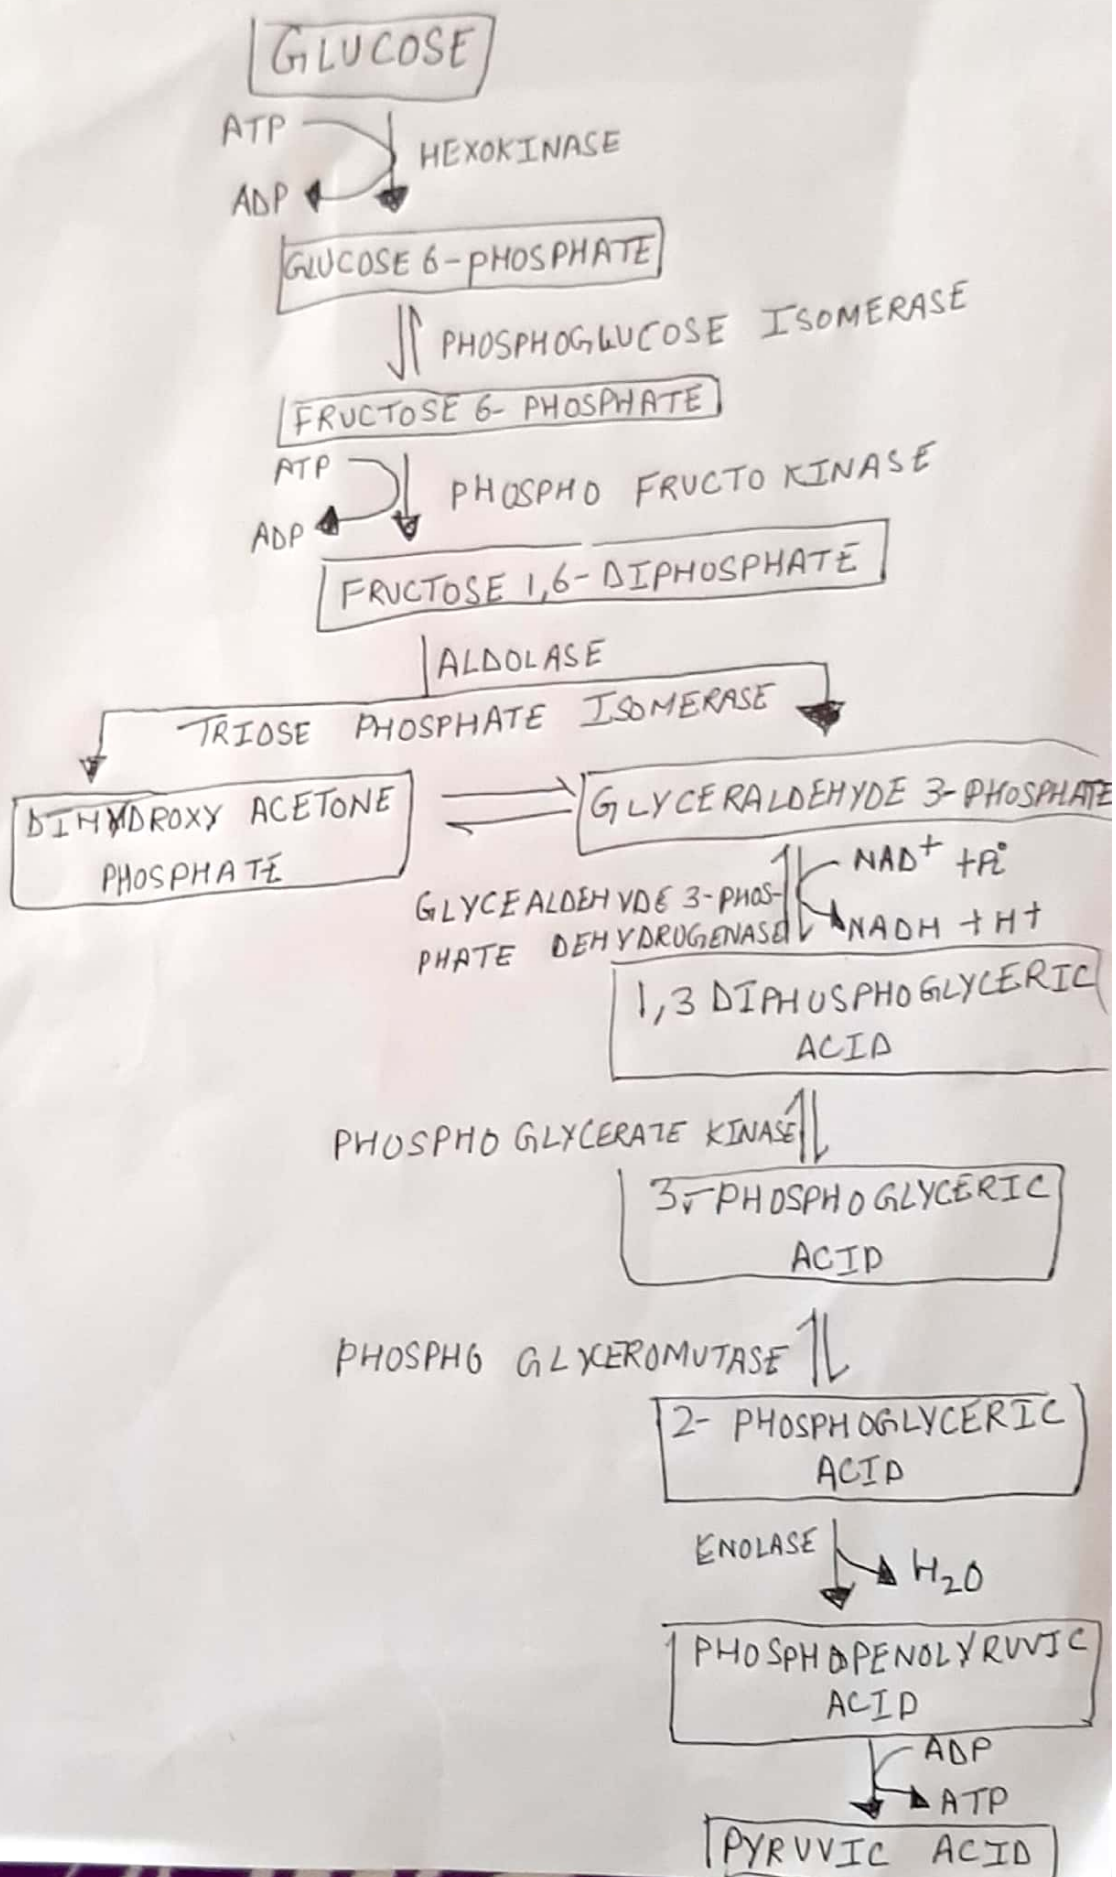 GLUCOSE
ATP
HEXOKINASE
ADP
GLUCOSE 6-PHOSPHATE
PHOSPHOGLUCOSE ISOMERASE
FRUCTOSE 6- PHOSPHATE
ATP
PHOSPHO FRUCTO KINASE
ADP
FRUCTOSE 1,6-DIPHOSPHATE
ALDOLASE
TRIOSE PHOSPHATE ISOMERASE
DIHYDROXY ACETONE
PHOSPHATE
GLYCERALDEHYDE 3-PHOSPHATE
NAD+ +Pi
GLYCEALDEHYDE 3-PHOS-
PHATE DEHYDROGENASE
NADH + H+
1,3 DIPHUSPHOGLYCERIC
ACID
PHOSPHO GLYCERATE KINASE
3-PHOSPHOGLYCERIC
ACID
PHOSPHO GLYCEROMUTASE
2- PHOSPHOGLYCERIC
ACID
ENOLASE
H2O
PHOSPHOPENOLYRUVIC
ACID
ADP
ATP
PYRUVIC ACID